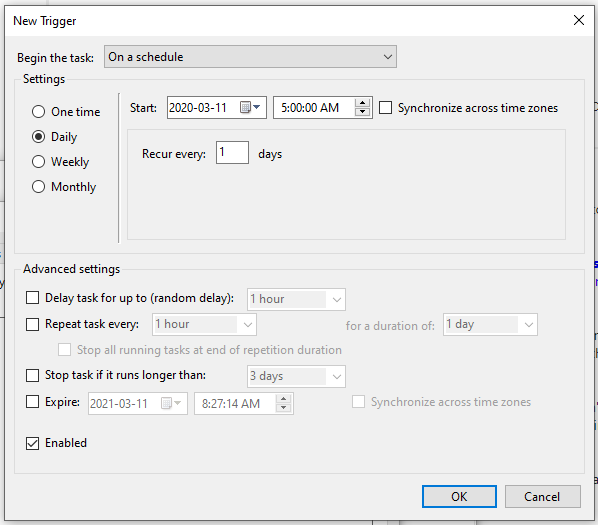 New Trigger
Begin the task: On a schedule
Settings
One time
Start: 2020-03-11 5:00:00 AM Synchronize across time zones
Daily
Recur every: 1 days
Weekly
Monthly
Advanced settings
Delay task for up to (random delay): 1 hour
Repeat task every: 1 hour for a duration of: 1 day
Stop all running tasks at end of repetition duration
Stop task if it runs longer than: 3 days
Expire: 2021-03-11 8:27:14 AM Synchronize across time zones
Enabled
OK Cancel